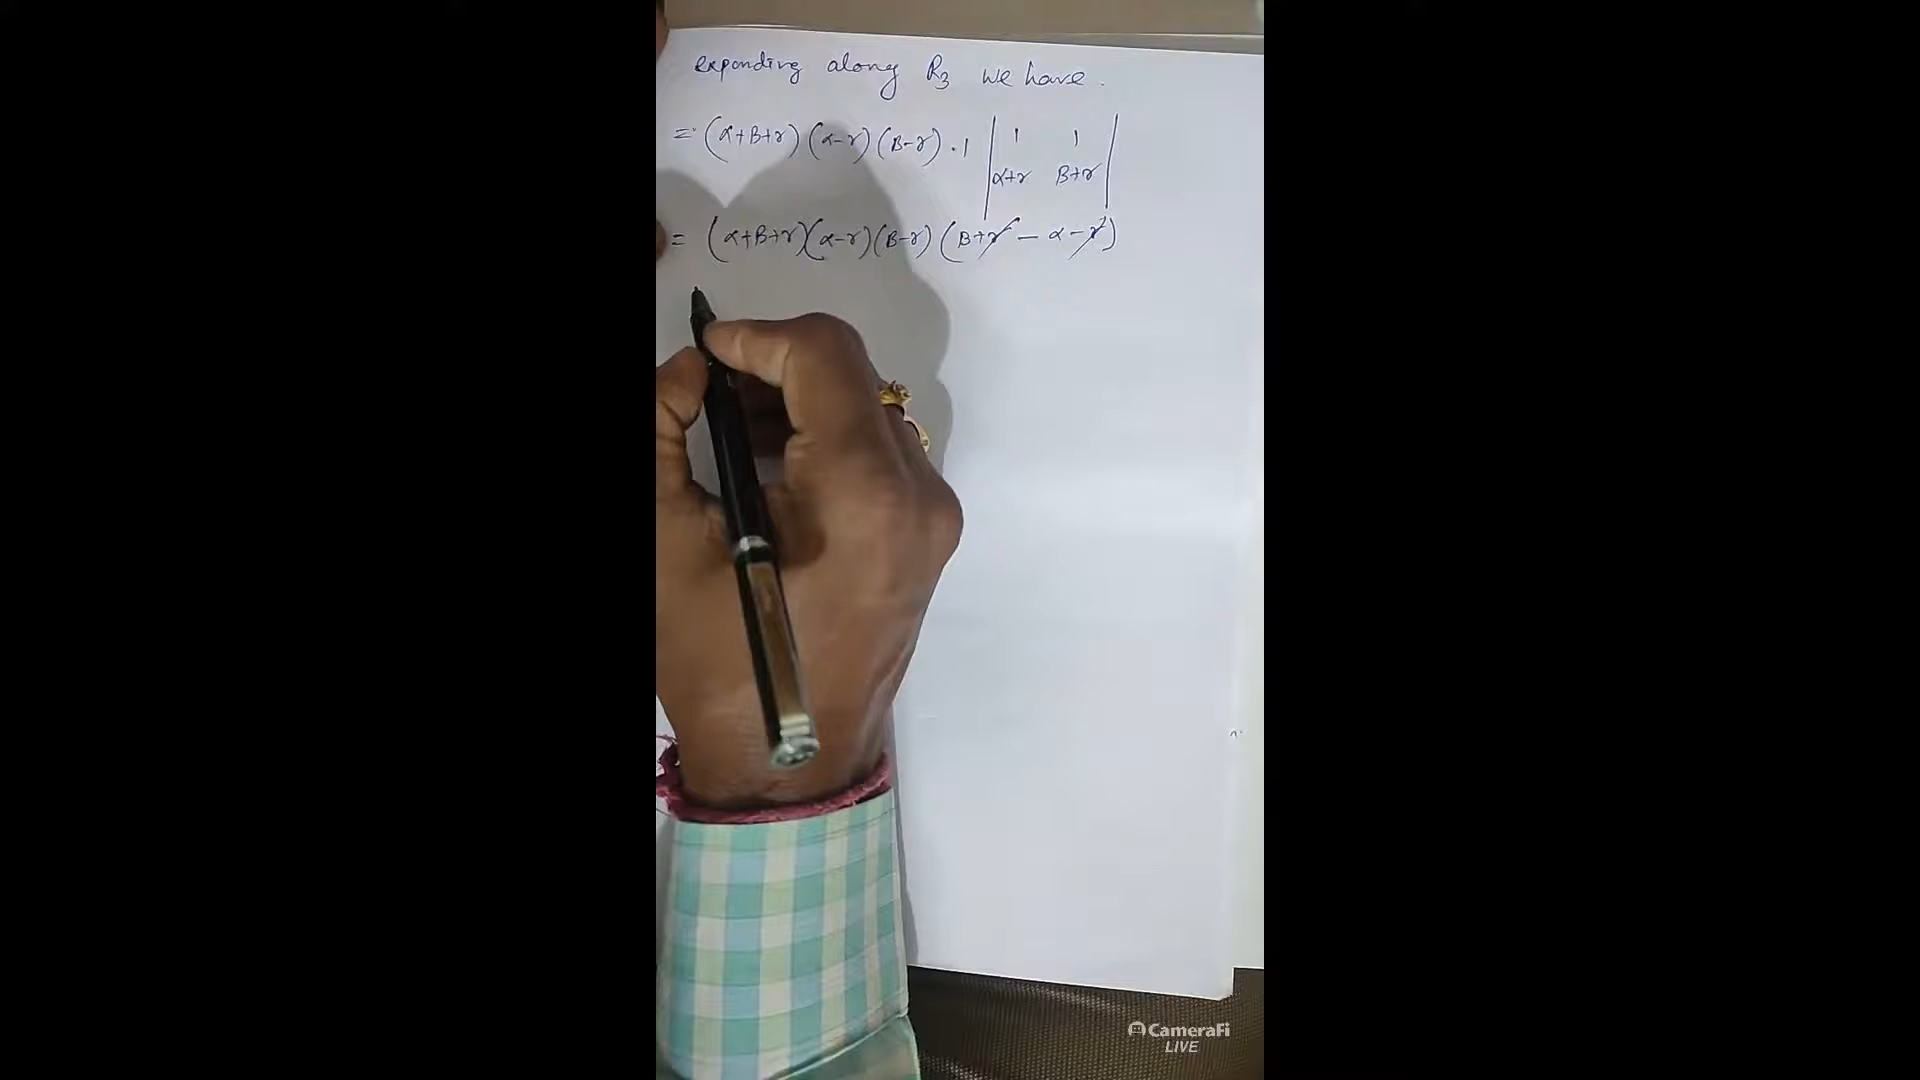 expanding along R3 we have.
= (α+β+γ)(α-γ)(β-γ).1 | 1 1 |
| α+γ β+γ |
= (α+β+γ)(α-γ)(β-γ)(β+γ - α-γ)
CameraFi
LIVE